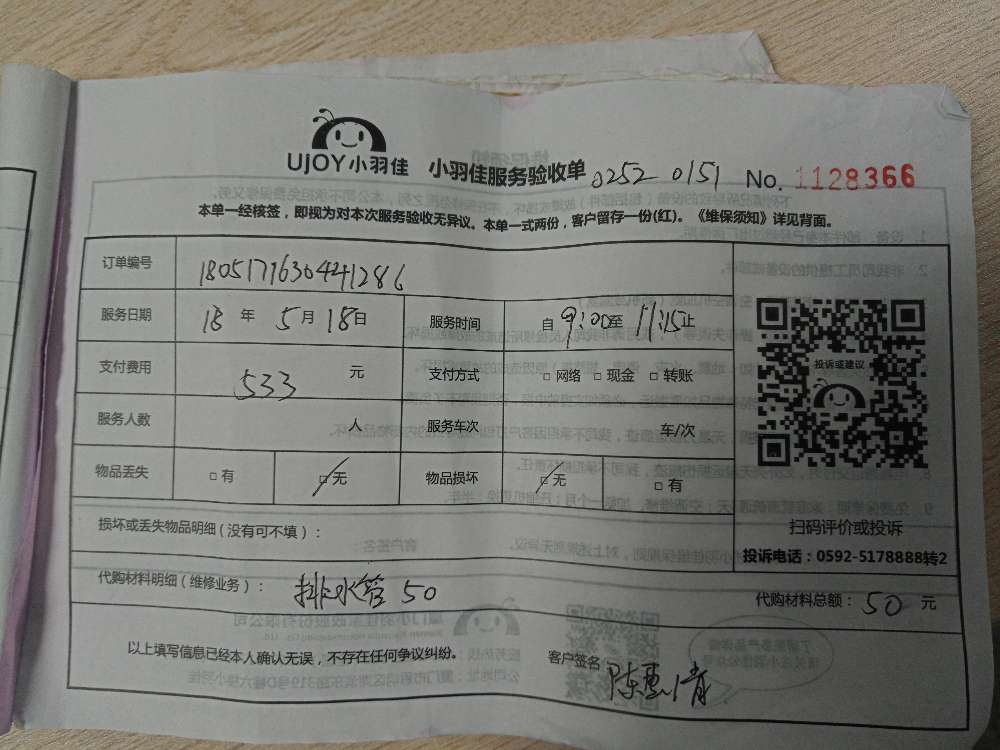 UJOY小羽佳 小羽佳服务验收单 0252 0151 No. 1128366
本单一经核签，即视为对本次服务验收无异议。本单一式两份，客户留存一份(红)。《维保须知》详见背面。
订单编号 18051716304241286
服务日期 18 年 5 月 18 日 服务时间 自 9:00 至 11:15 止
支付费用 533 元 支付方式 □ 网络 □ 现金 □ 转账
服务人数 人 服务车次 车/次
物品丢失 □ 有 □ 无 物品损坏 □ 无 □ 有
投诉或建议
扫码评价或投诉
投诉电话：0592-5178888转2
损坏或丢失物品明细（没有可不填）：
代购材料明细（维修业务）： 排水管 50 代购材料总额： 50 元
以上填写信息已经本人确认无误，不存在任何争议纠纷。 客户签名 陈惠清